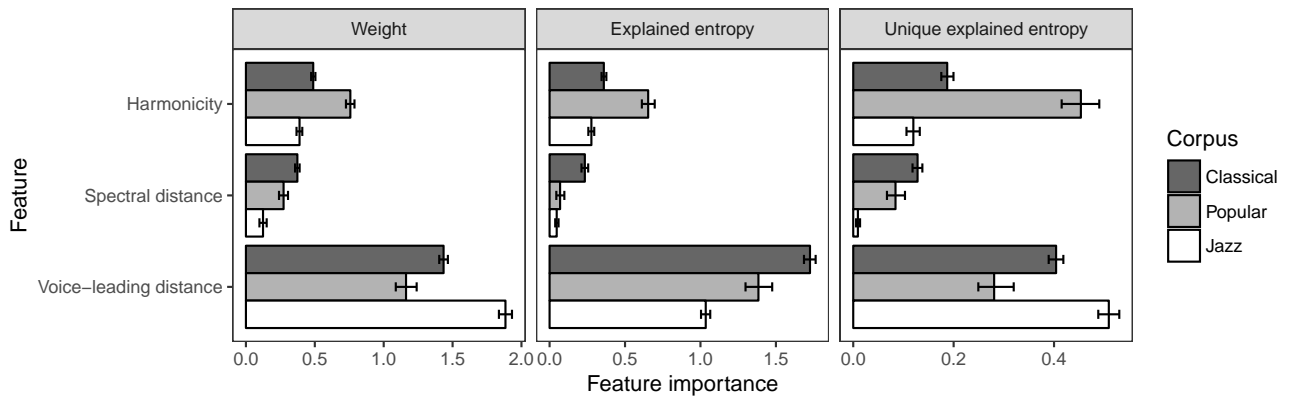 Weight
Explained entropy
Unique explained entropy
Feature
Harmonicity
Spectral distance
Voice−leading distance
0.0 0.5 1.0 1.5 2.0
0.0 0.5 1.0 1.5
0.0 0.2 0.4
Feature importance
Corpus
Classical
Popular
Jazz